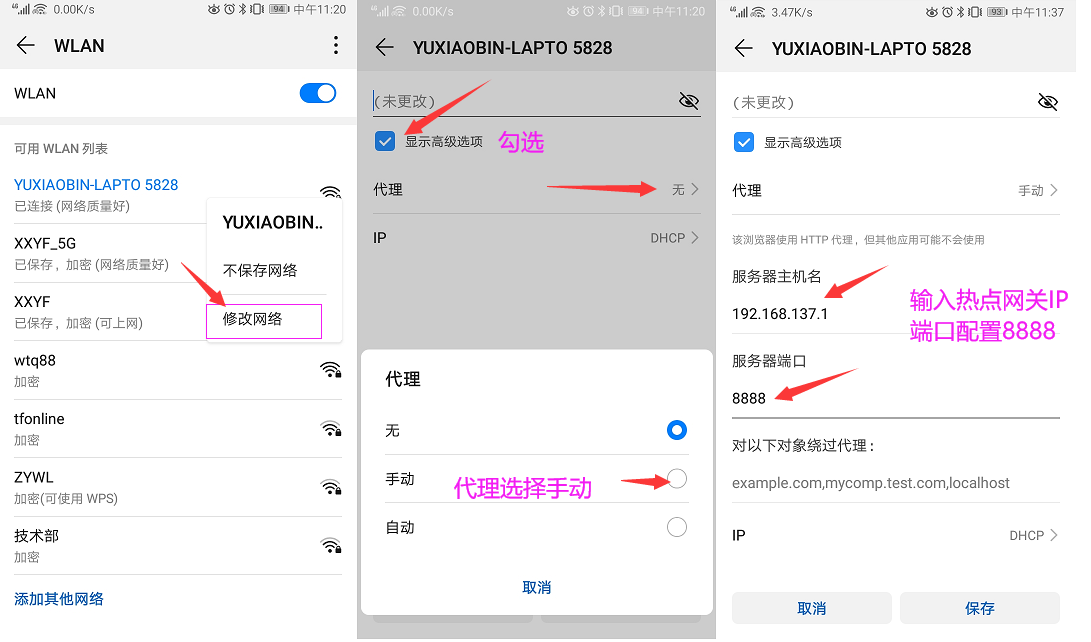 0.00K/s
94
中午11:20
WLAN
WLAN
可用 WLAN 列表
YUXIAOBIN-LAPTO 5828
已连接 (网络质量好)
XXYF_5G
已保存，加密 (网络质量好)
XXYF
已保存，加密 (可上网)
wtq88
加密
tfonline
加密
ZYWL
加密(可使用 WPS)
技术部
加密
添加其他网络
YUXIAOBIN..
不保存网络
修改网络
0.00K/s
94
中午11:20
YUXIAOBIN-LAPTO 5828
(未更改)
显示高级选项
勾选
代理
无
IP
DHCP
代理
无
手动
代理选择手动
自动
取消
3.47K/s
93
中午11:37
YUXIAOBIN-LAPTO 5828
(未更改)
显示高级选项
代理
手动
该浏览器使用 HTTP 代理，但其他应用可能不会使用
服务器主机名
192.168.137.1
输入热点网关IP
端口配置8888
服务器端口
8888
对以下对象绕过代理：
example.com,mycomp.test.com,localhost
IP
DHCP
取消
保存